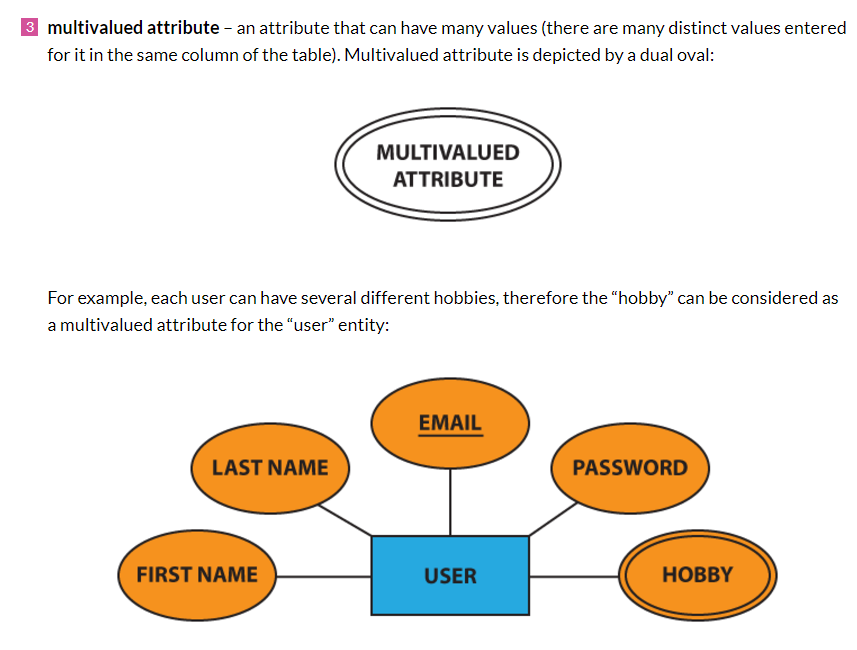 3 multivalued attribute – an attribute that can have many values (there are many distinct values entered
for it in the same column of the table). Multivalued attribute is depicted by a dual oval:
MULTIVALUED
ATTRIBUTE
For example, each user can have several different hobbies, therefore the “hobby” can be considered as
a multivalued attribute for the “user” entity:
EMAIL
LAST NAME
PASSWORD
FIRST NAME
USER
HOBBY